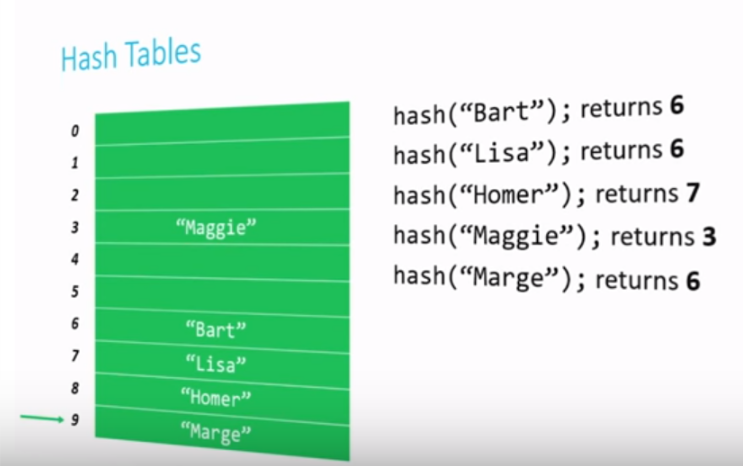 Hash Tables
0
1
2
3 “Maggie”
4
5
6 “Bart”
7 “Lisa”
8 “Homer”
9 “Marge”
hash(“Bart”); returns 6
hash(“Lisa”); returns 6
hash(“Homer”); returns 7
hash(“Maggie”); returns 3
hash(“Marge”); returns 6